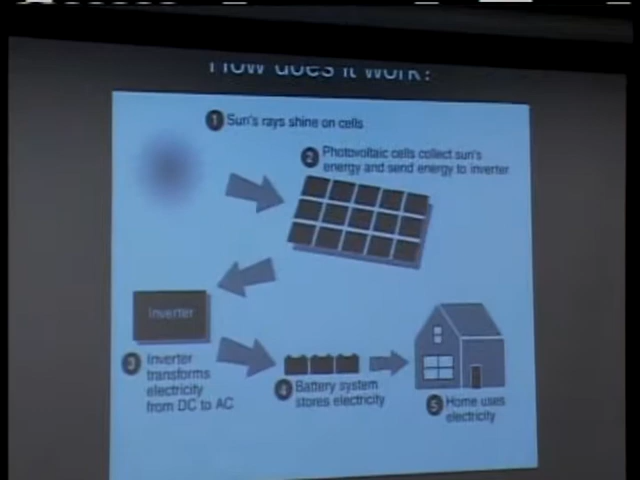 How does it work?
1 Sun's rays shine on cells
2 Photovoltaic cells collect sun's
energy and send energy to inverter
Inverter
3 Inverter
transforms
electricity
from DC to AC
4 Battery system
stores electricity
5 Home uses
electricity